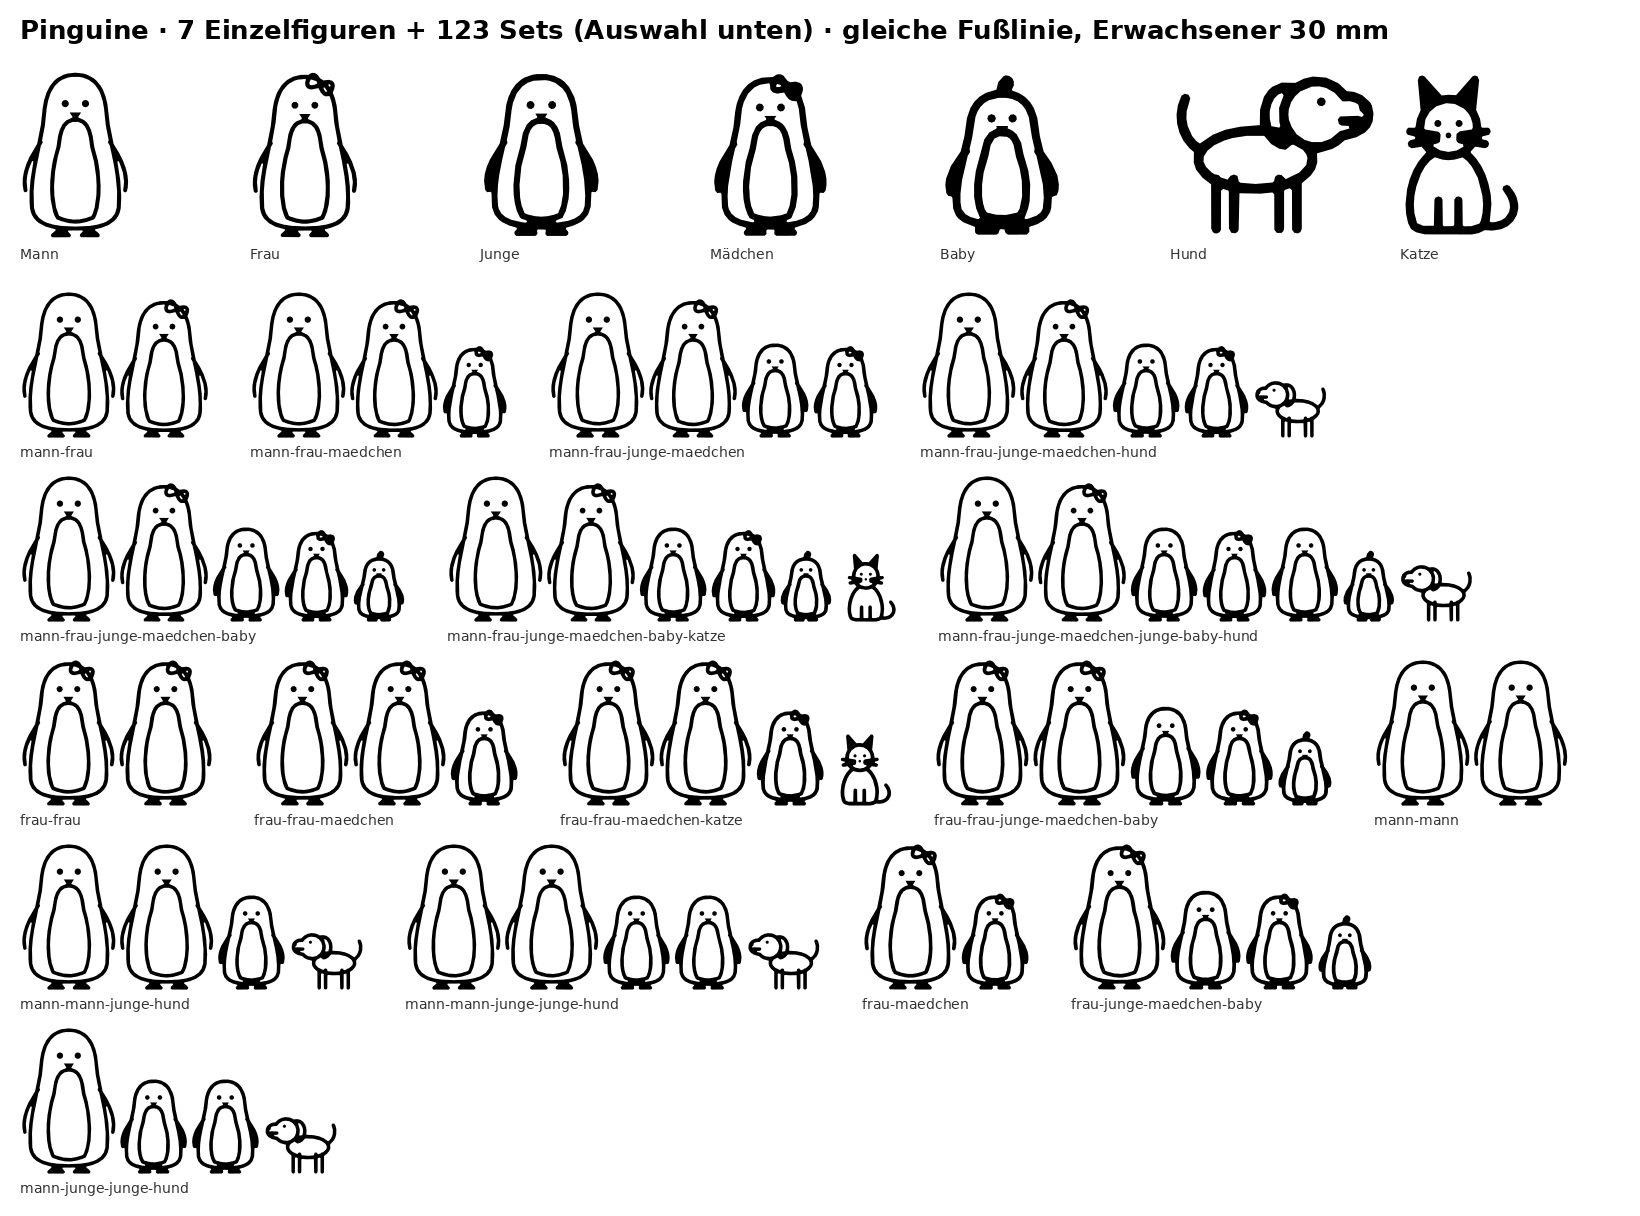 Pinguine · 7 Einzelfiguren + 123 Sets (Auswahl unten) · gleiche Fußlinie, Erwachsener 30 mm
Mann
Frau
Junge
Mädchen
Baby
Hund
Katze
mann-frau
mann-frau-maedchen
mann-frau-junge-maedchen
mann-frau-junge-maedchen-hund
mann-frau-junge-maedchen-baby
mann-frau-junge-maedchen-baby-katze
mann-frau-junge-maedchen-junge-baby-hund
frau-frau
frau-frau-maedchen
frau-frau-maedchen-katze
frau-frau-junge-maedchen-baby
mann-mann
mann-mann-junge-hund
mann-mann-junge-junge-hund
frau-maedchen
frau-junge-maedchen-baby
mann-junge-junge-hund